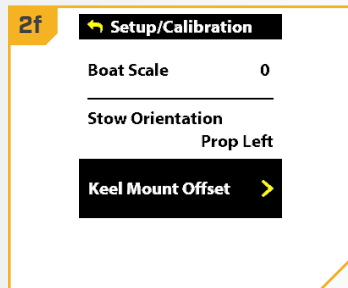 2f
Setup/Calibration
Boat Scale 0
Stow Orientation
Prop Left
Keel Mount Offset